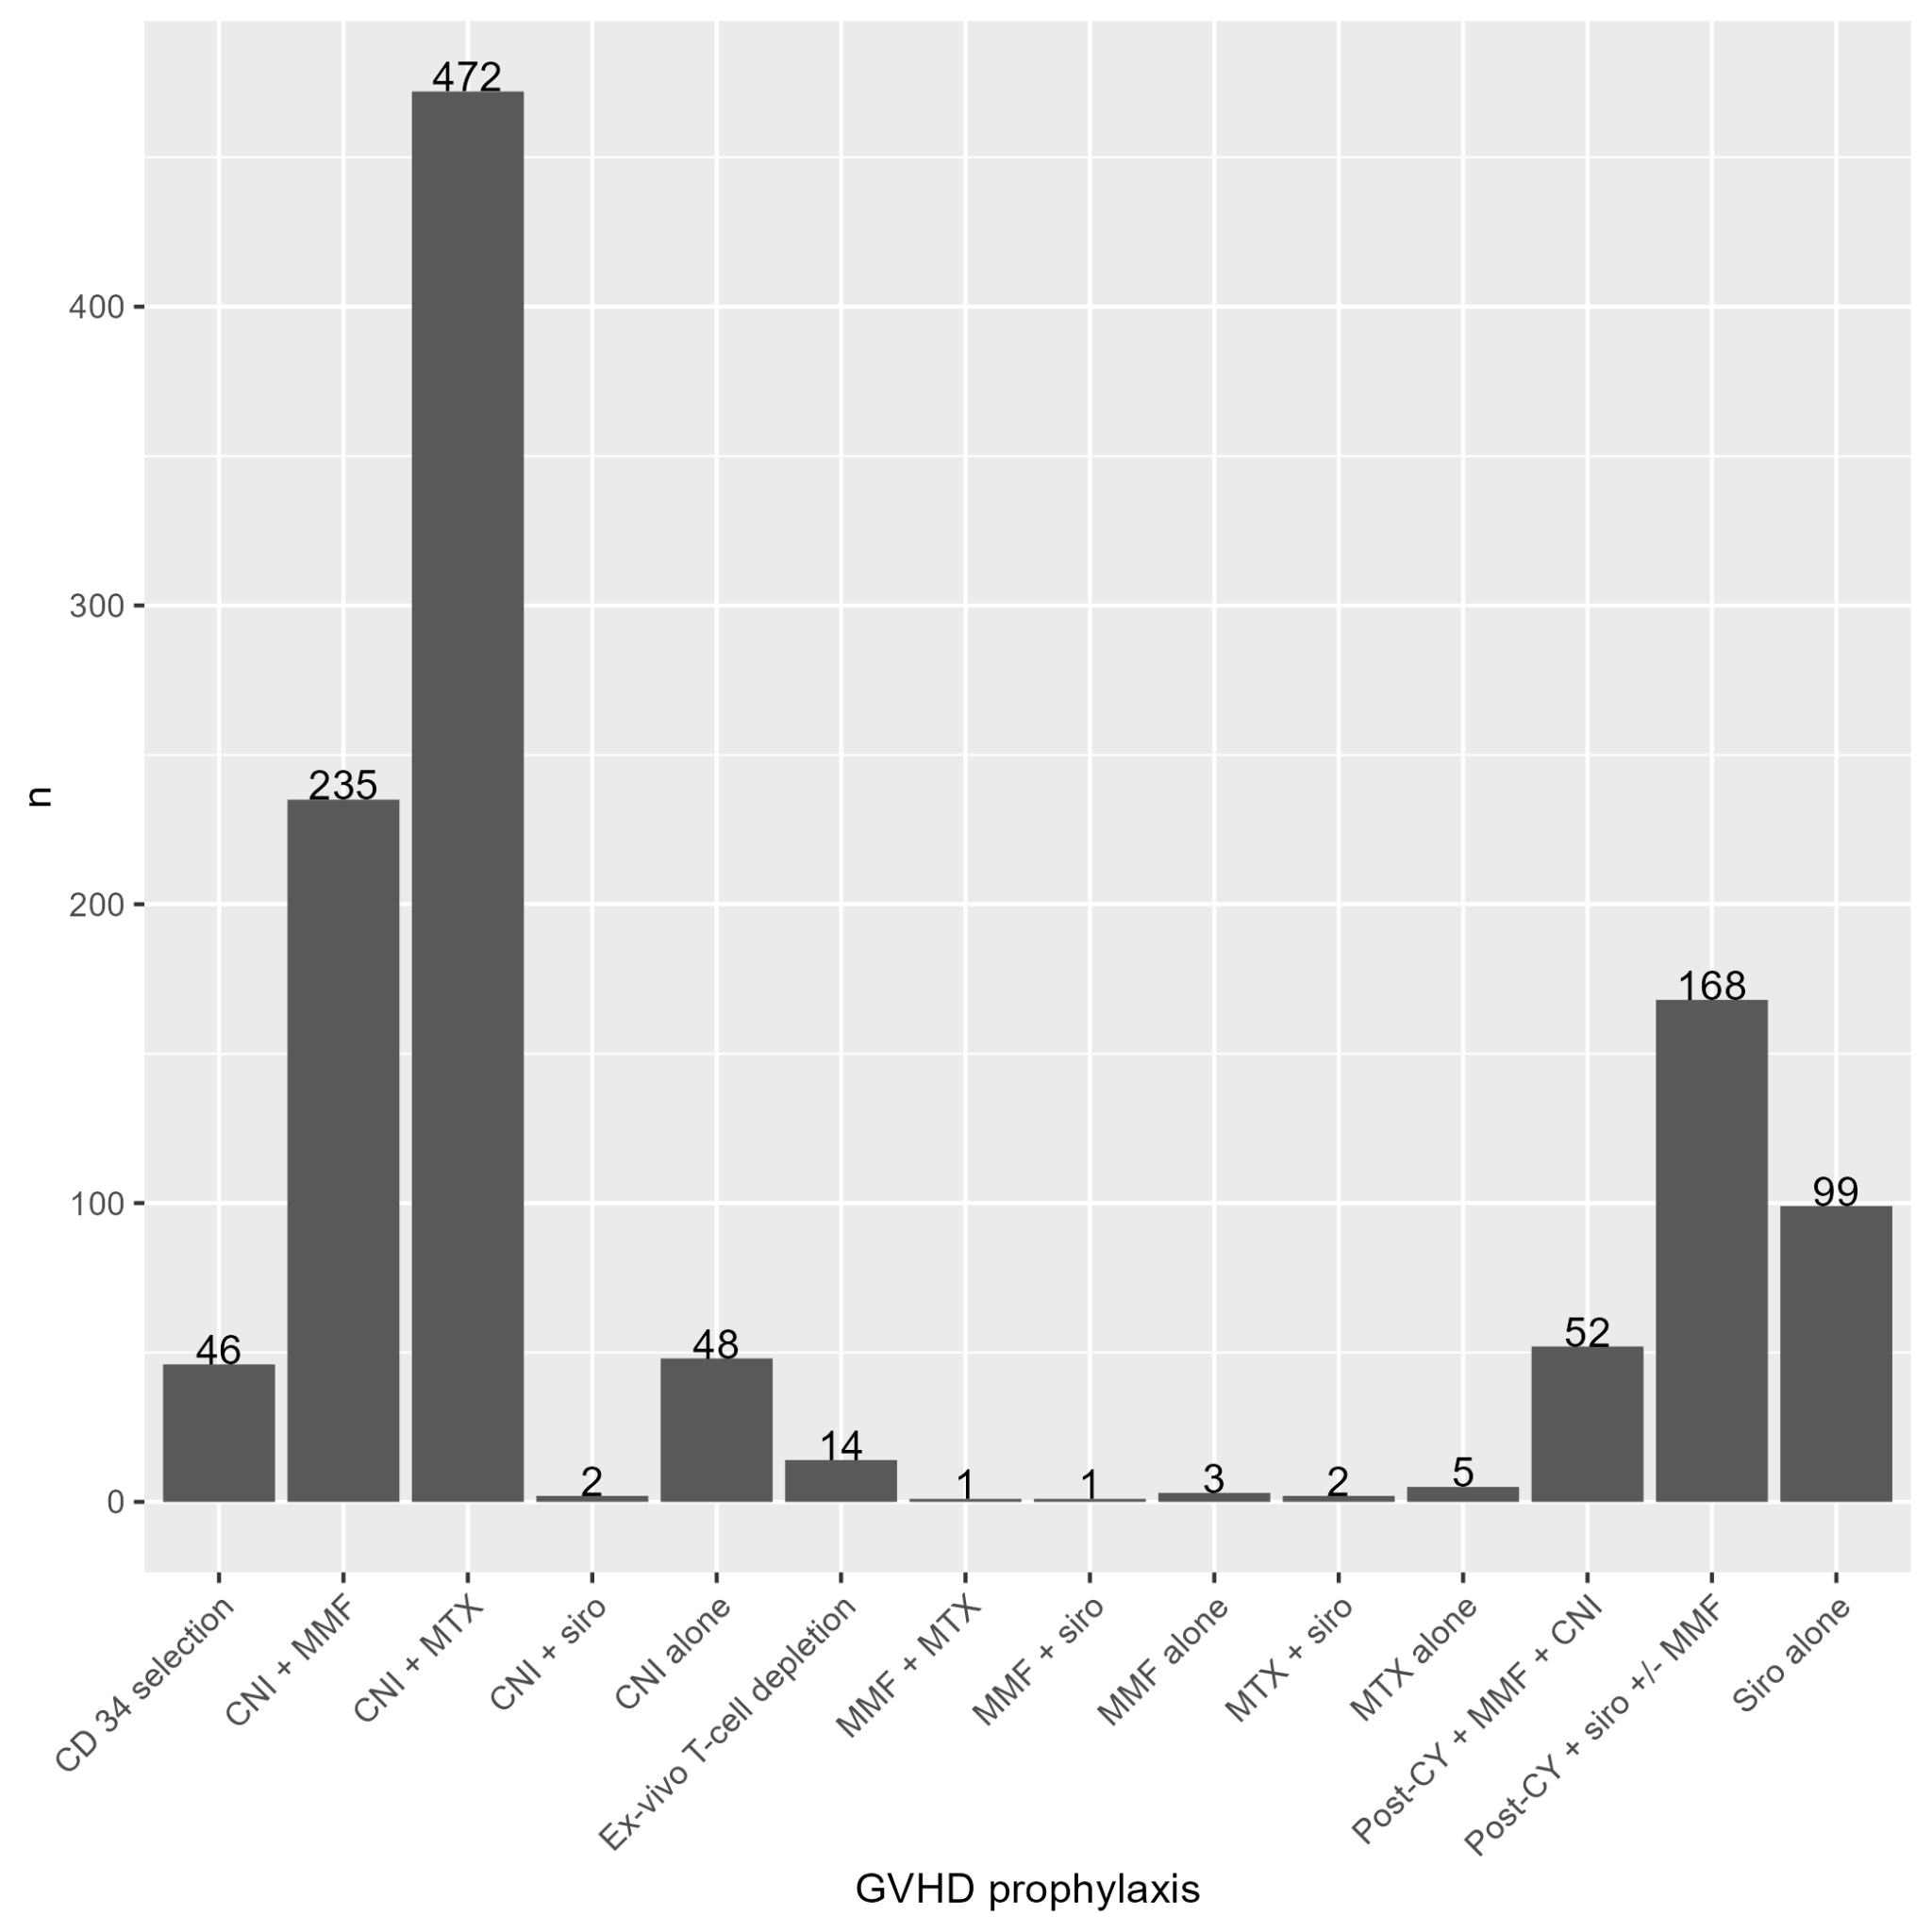 n
400
300
200
100
0
46
235
472
2
48
14
1
1
3
2
5
52
168
99
CD 34 selection
CNI + MMF
CNI + MTX
CNI + siro
CNI alone
Ex-vivo T-cell depletion
MMF + MTX
MMF + siro
MMF alone
MTX + siro
MTX alone
Post-CY + MMF + CNI
Post-CY + siro +/- MMF
Siro alone
GVHD prophylaxis